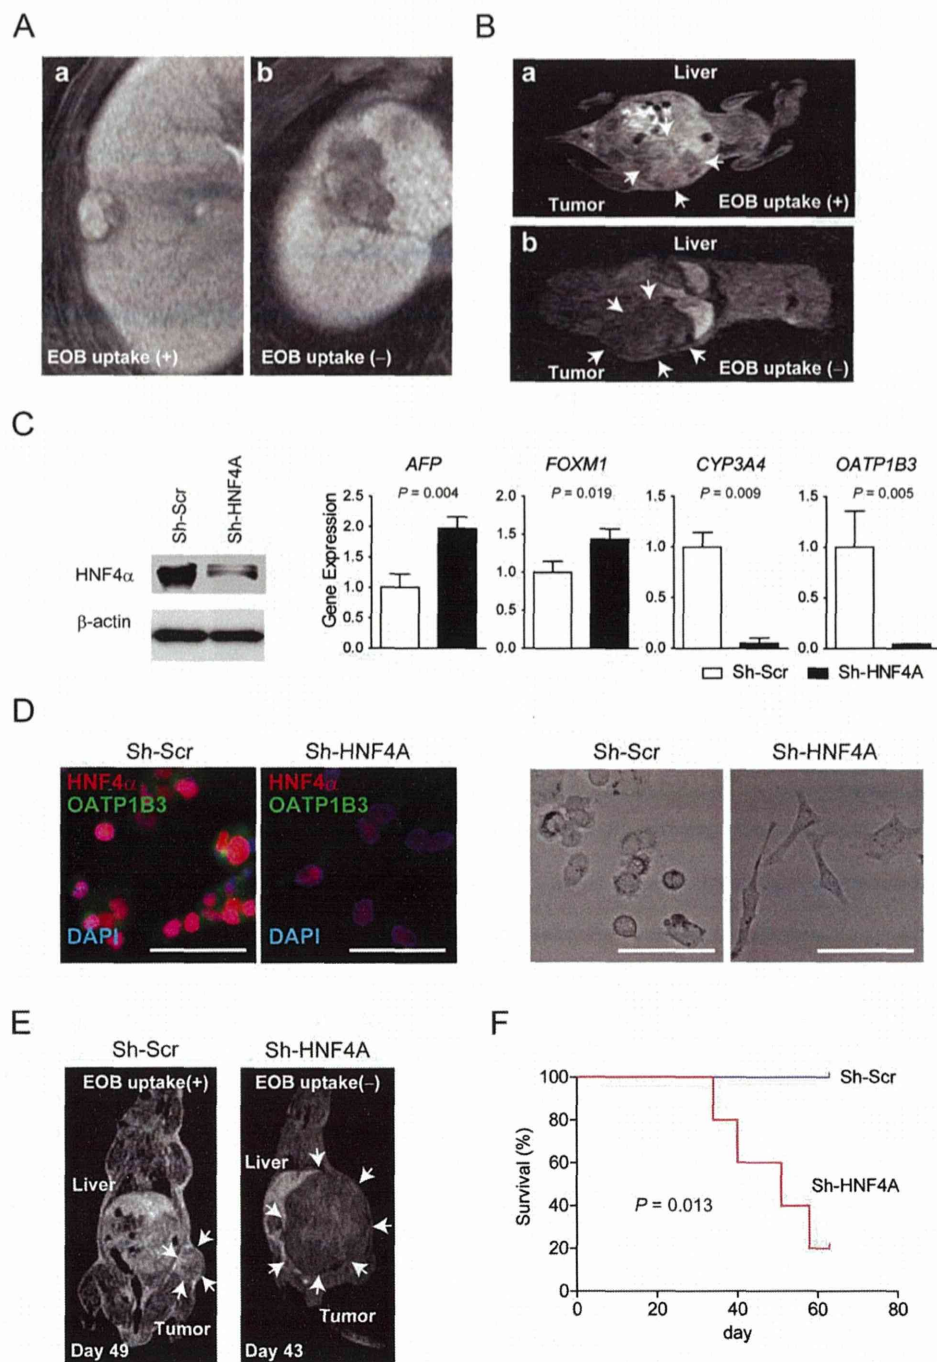 A
a
b
EOB uptake (+)
EOB uptake (−)
B
a
Liver
Tumor
EOB uptake (+)
b
Liver
Tumor
EOB uptake (−)
C
Sh-Scr
Sh-HNF4A
HNF4α
β-actin
Gene Expression
AFP
P = 0.004
2.5
2.0
1.5
1.0
0.5
0.0
FOXM1
P = 0.019
2.0
1.5
1.0
0.5
0.0
CYP3A4
P = 0.009
1.5
1.0
0.5
0.0
OATP1B3
P = 0.005
1.5
1.0
0.5
0.0
Sh-Scr
Sh-HNF4A
D
Sh-Scr
Sh-HNF4A
HNF4α
OATP1B3
DAPI
HNF4α
OATP1B3
DAPI
Sh-Scr
Sh-HNF4A
E
Sh-Scr
Sh-HNF4A
EOB uptake(+)
Liver
Tumor
Day 49
EOB uptake(−)
Liver
Tumor
Day 43
F
Survival (%)
100
80
60
40
20
0
Sh-Scr
Sh-HNF4A
P = 0.013
0
20
40
60
80
day